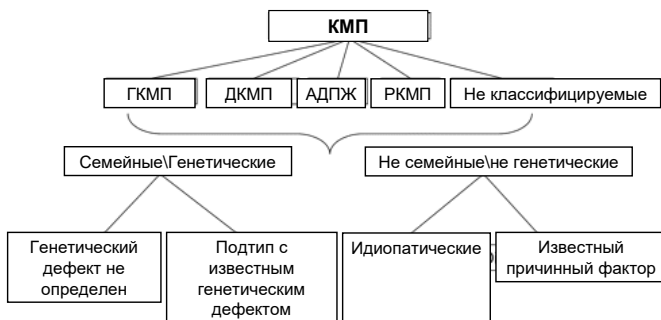 КМП
ГКМП ДКМП АДПЖ РКМП Не классифицируемые
Семейные\Генетические Не семейные\не генетические
Генетический
дефект не
определен
Подтип с
известным
генетическим
дефектом
Идиопатические
Известный
причинный фактор